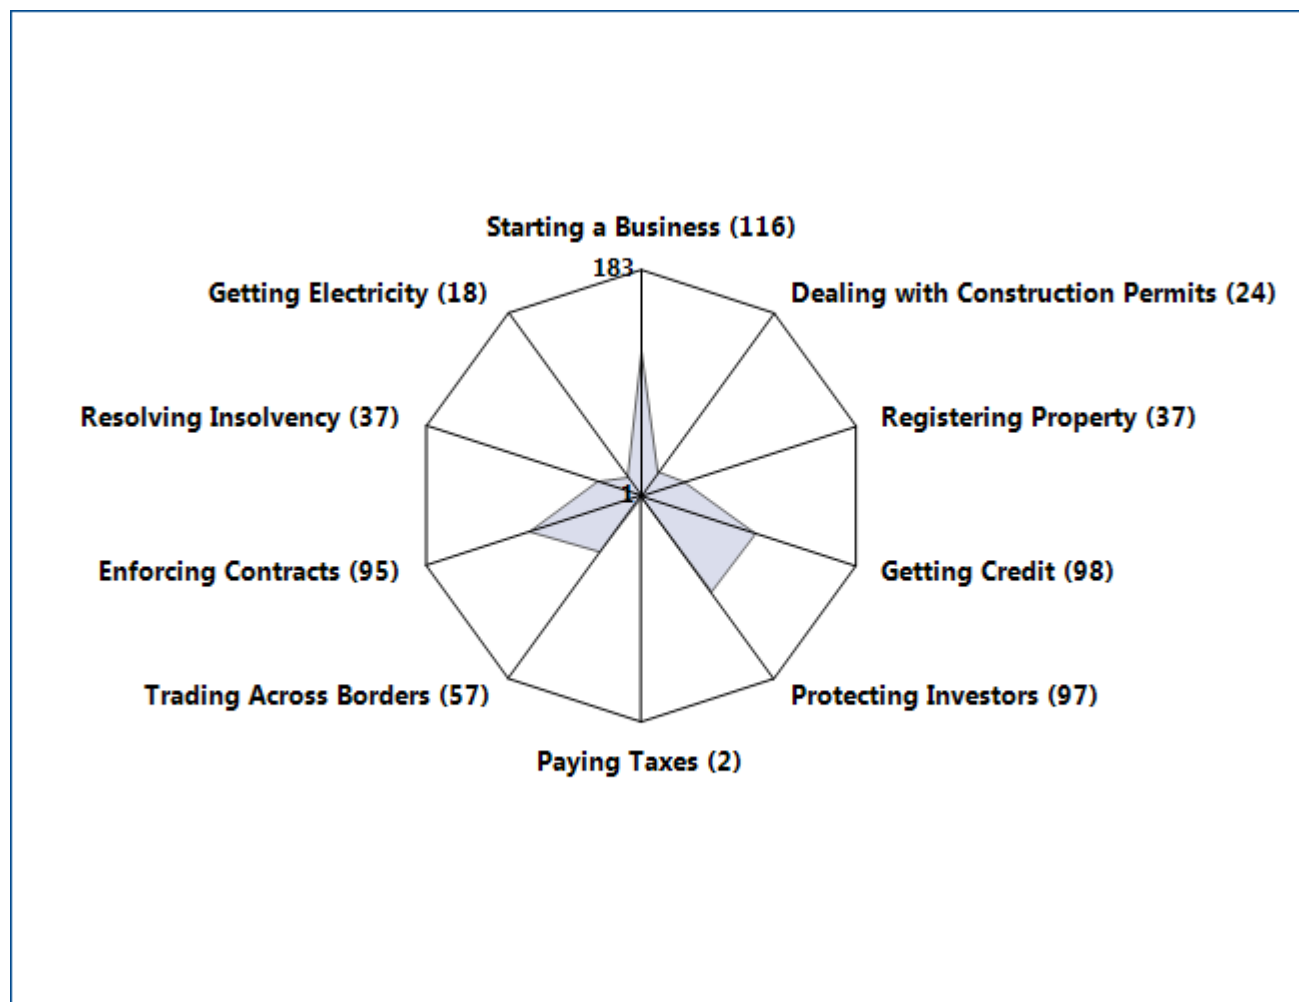 Starting a Business (116)
183
Getting Electricity (18)
Dealing with Construction Permits (24)
Resolving Insolvency (37)
Registering Property (37)
1
Enforcing Contracts (95)
Getting Credit (98)
Trading Across Borders (57)
Protecting Investors (97)
Paying Taxes (2)